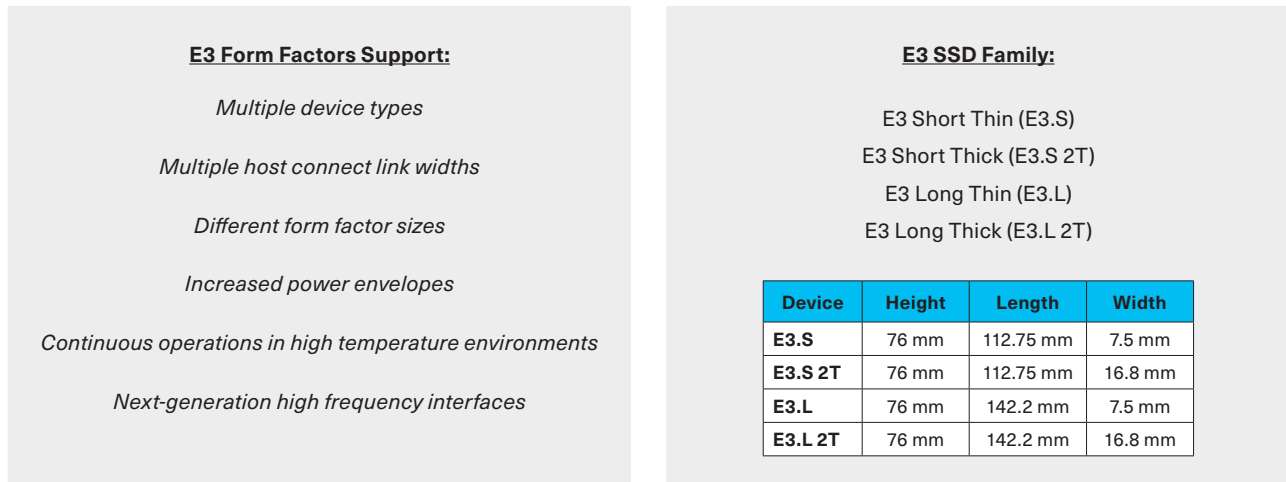 E3 Form Factors Support:
Multiple device types
Multiple host connect link widths
Different form factor sizes
Increased power envelopes
Continuous operations in high temperature environments
Next-generation high frequency interfaces
E3 SSD Family:
E3 Short Thin (E3.S)
E3 Short Thick (E3.S 2T)
E3 Long Thin (E3.L)
E3 Long Thick (E3.L 2T)
Device Height Length Width
E3.S 76 mm 112.75 mm 7.5 mm
E3.S 2T 76 mm 112.75 mm 16.8 mm
E3.L 76 mm 142.2 mm 7.5 mm
E3.L 2T 76 mm 142.2 mm 16.8 mm